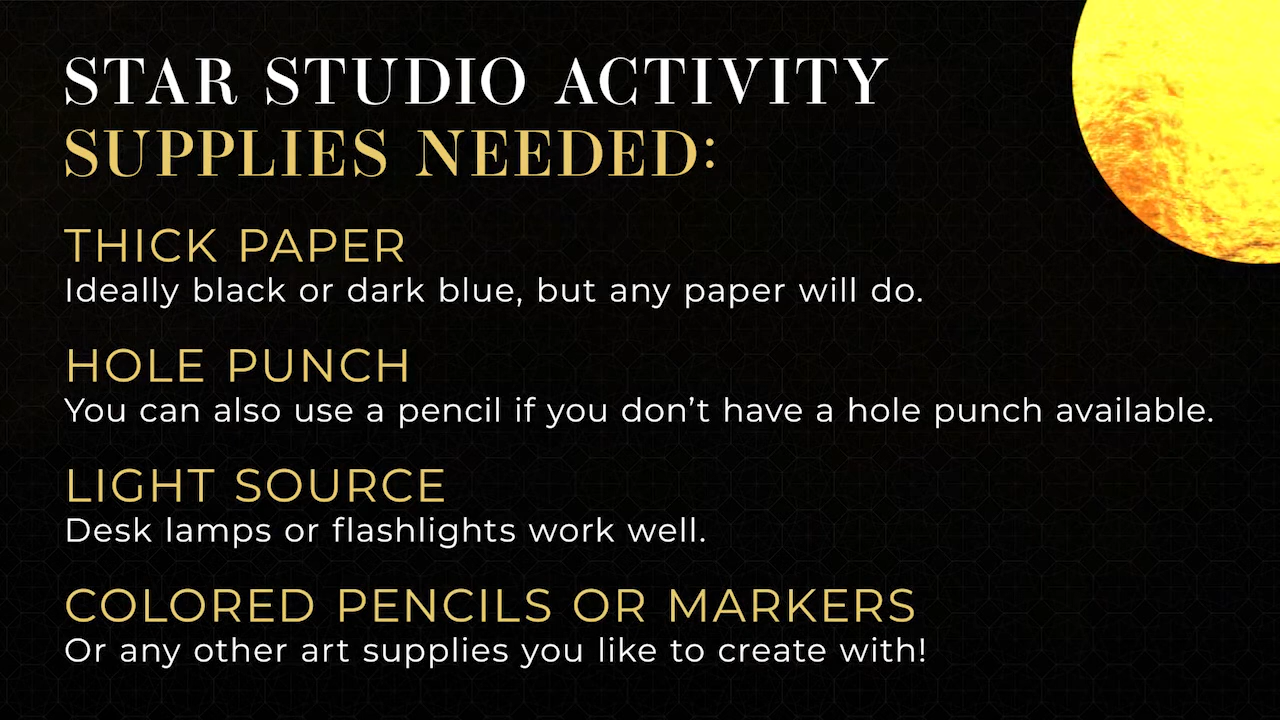 STAR STUDIO ACTIVITY
SUPPLIES NEEDED:
THICK PAPER
Ideally black or dark blue, but any paper will do.
HOLE PUNCH
You can also use a pencil if you don’t have a hole punch available.
LIGHT SOURCE
Desk lamps or flashlights work well.
COLORED PENCILS OR MARKERS
Or any other art supplies you like to create with!